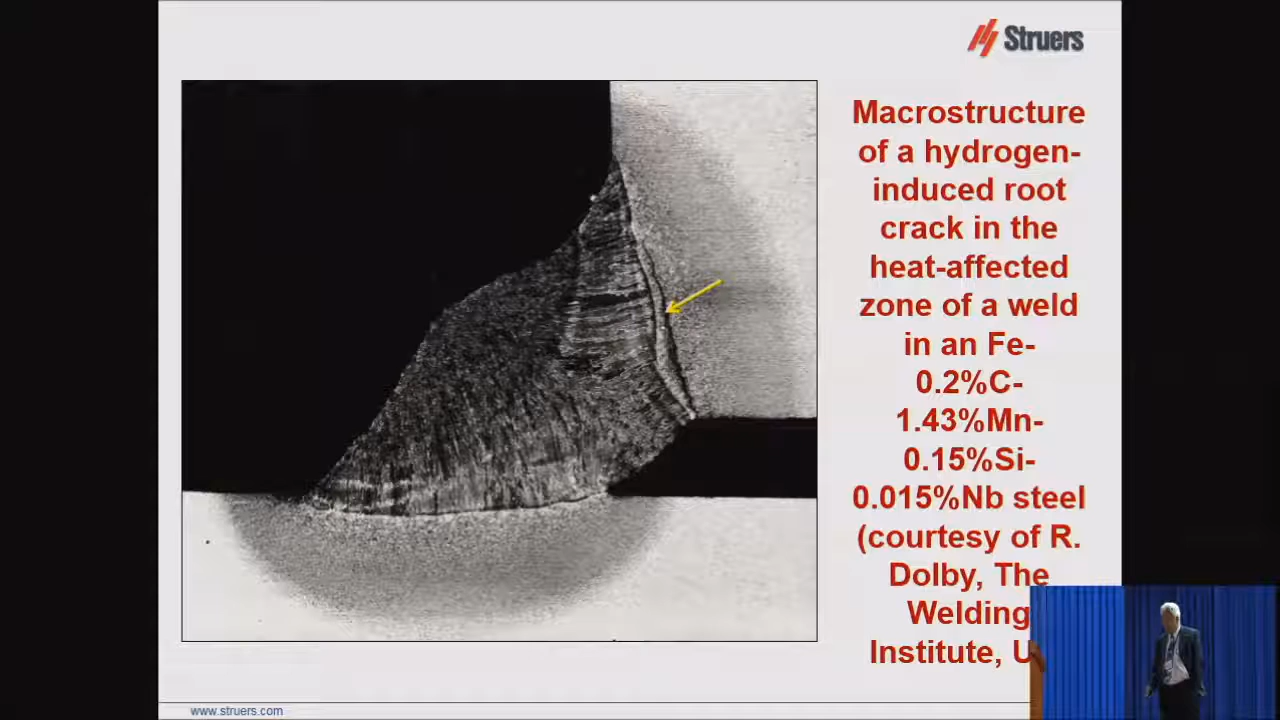 Struers
Macrostructure
of a hydrogen-
induced root
crack in the
heat-affected
zone of a weld
in an Fe-
0.2%C-
1.43%Mn-
0.15%Si-
0.015%Nb steel
(courtesy of R.
Dolby, The
Welding
Institute,
www.struers.com